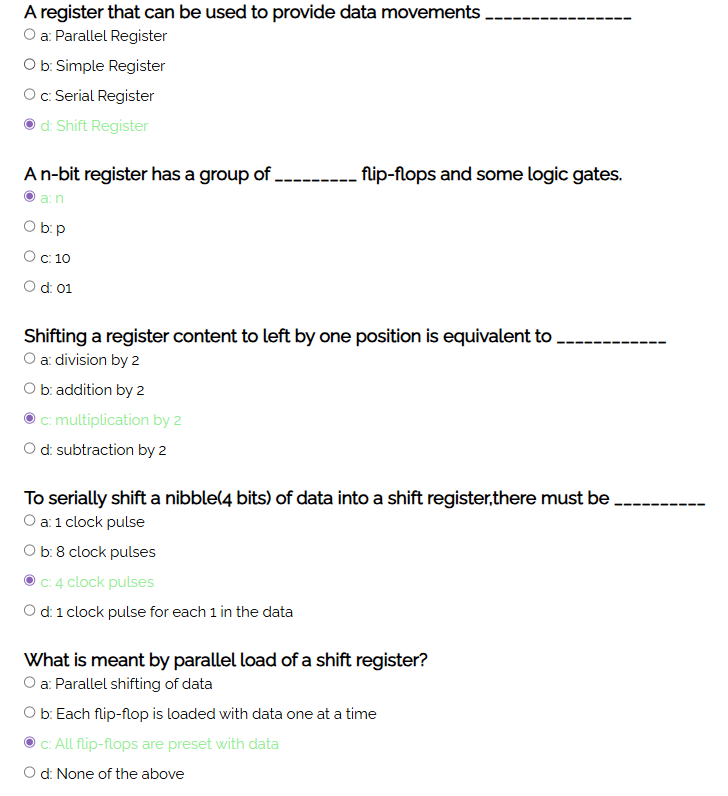 A register that can be used to provide data movements ________________
a: Parallel Register
b: Simple Register
c: Serial Register
d: Shift Register
A n-bit register has a group of _________ flip-flops and some logic gates.
a: n
b: p
c: 10
d: 01
Shifting a register content to left by one position is equivalent to ____________
a: division by 2
b: addition by 2
c: multiplication by 2
d: subtraction by 2
To serially shift a nibble(4 bits) of data into a shift register,there must be __________
a: 1 clock pulse
b: 8 clock pulses
c: 4 clock pulses
d: 1 clock pulse for each 1 in the data
What is meant by parallel load of a shift register?
a: Parallel shifting of data
b: Each flip-flop is loaded with data one at a time
c: All flip-flops are preset with data
d: None of the above